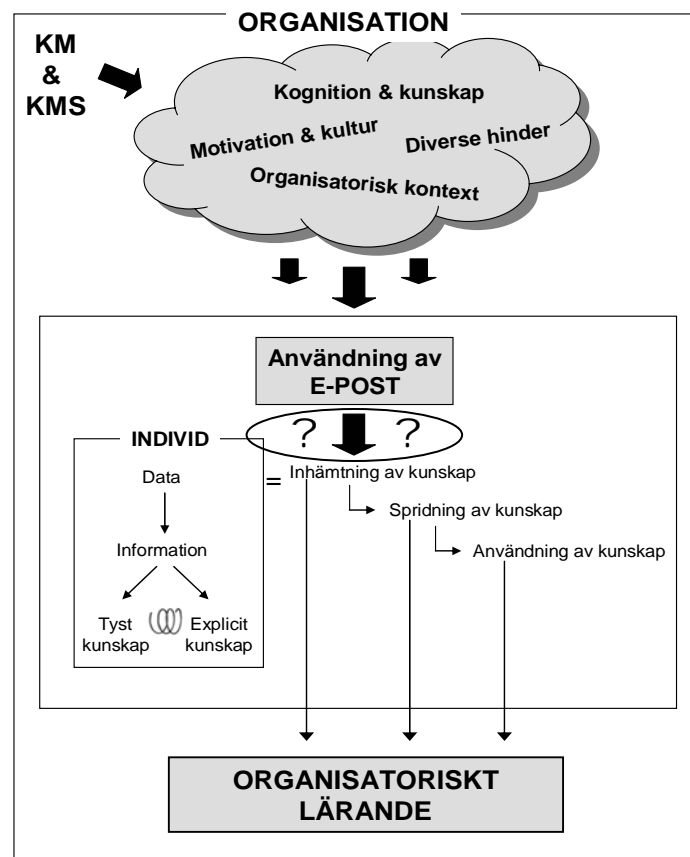 ORGANISATION
KM
&
KMS
Kognition & kunskap
Motivation & kultur
Diverse hinder
Organisatorisk kontext
Användning av
E-POST
? ?
INDIVID
Data
= Inhämtning av kunskap
Spridning av kunskap
Information
Användning av kunskap
Tyst
kunskap
Explicit
kunskap
ORGANISATORISKT
LÄRANDE